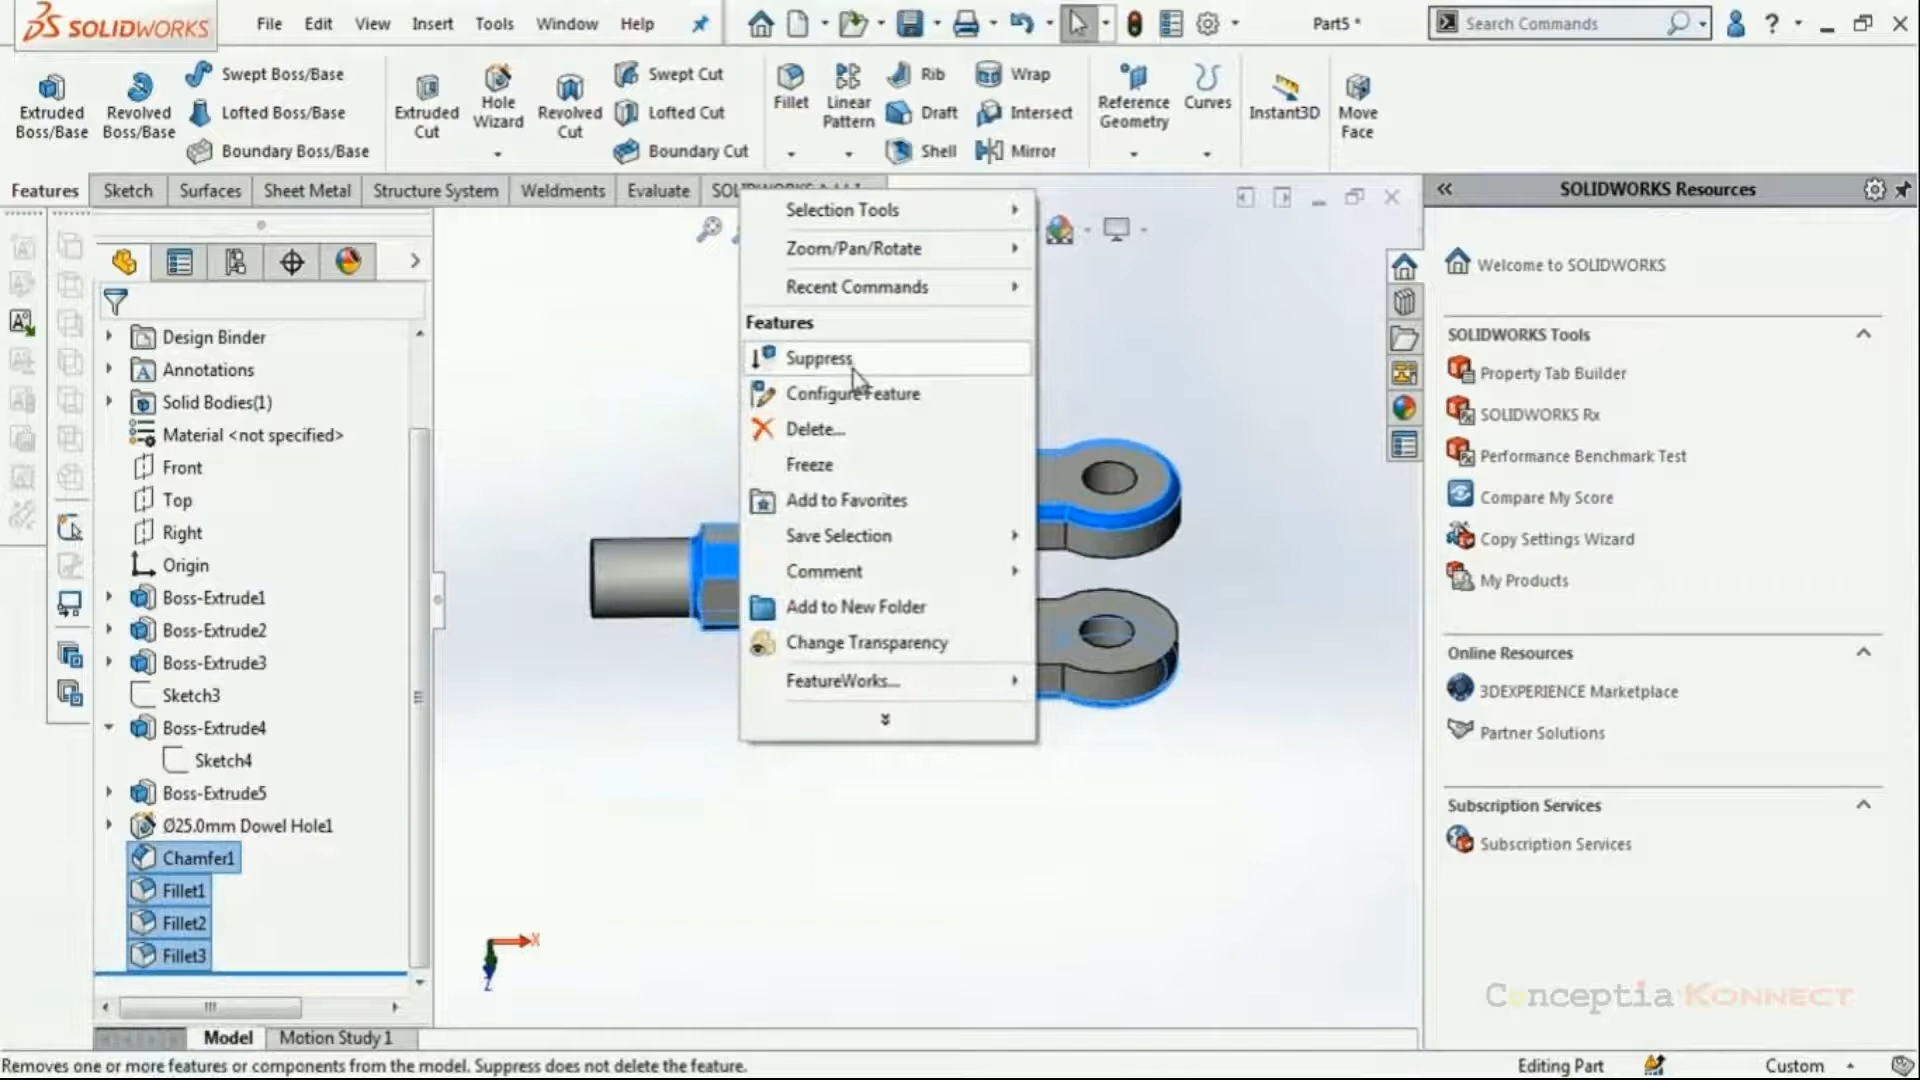 SOLIDWORKS
File Edit View Insert Tools Window Help
Part5 *
Search Commands
Extruded Boss/Base
Revolved Boss/Base
Swept Boss/Base
Lofted Boss/Base
Boundary Boss/Base
Extruded Cut
Hole Wizard
Revolved Cut
Swept Cut
Lofted Cut
Boundary Cut
Fillet
Linear Pattern
Rib
Draft
Shell
Wrap
Intersect
Mirror
Reference Geometry
Curves
Instant3D
Move Face
Features Sketch Surfaces Sheet Metal Structure System Weldments Evaluate
Design Binder
Annotations
Solid Bodies(1)
Material <not specified>
Front
Top
Right
Origin
Boss-Extrude1
Boss-Extrude2
Boss-Extrude3
Sketch3
Boss-Extrude4
Sketch4
Boss-Extrude5
Ø25.0mm Dowel Hole1
Chamfer1
Fillet1
Fillet2
Fillet3
Selection Tools
Zoom/Pan/Rotate
Recent Commands
Features
Suppress
Configure Feature
Delete...
Freeze
Add to Favorites
Save Selection
Comment
Add to New Folder
Change Transparency
FeatureWorks...
X
Z
SOLIDWORKS Resources
Welcome to SOLIDWORKS
SOLIDWORKS Tools
Property Tab Builder
SOLIDWORKS Rx
Performance Benchmark Test
Compare My Score
Copy Settings Wizard
My Products
Online Resources
3DEXPERIENCE Marketplace
Partner Solutions
Subscription Services
Subscription Services
Conceptia KONNECT
Model Motion Study 1
Removes one or more features or components from the model. Suppress does not delete the feature.
Editing Part
Custom